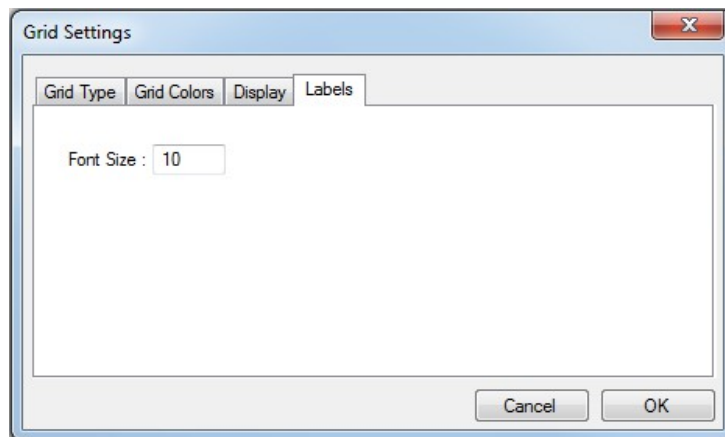 Grid Settings
Grid Type Grid Colors Display Labels
Font Size : 10
Cancel OK